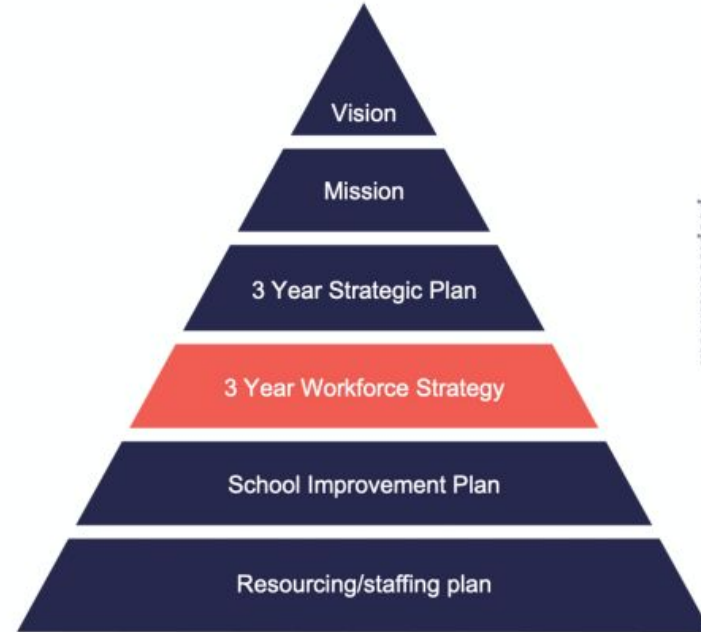 Vision
Mission
3 Year Strategic Plan
3 Year Workforce Strategy
School Improvement Plan
Resourcing/staffing plan